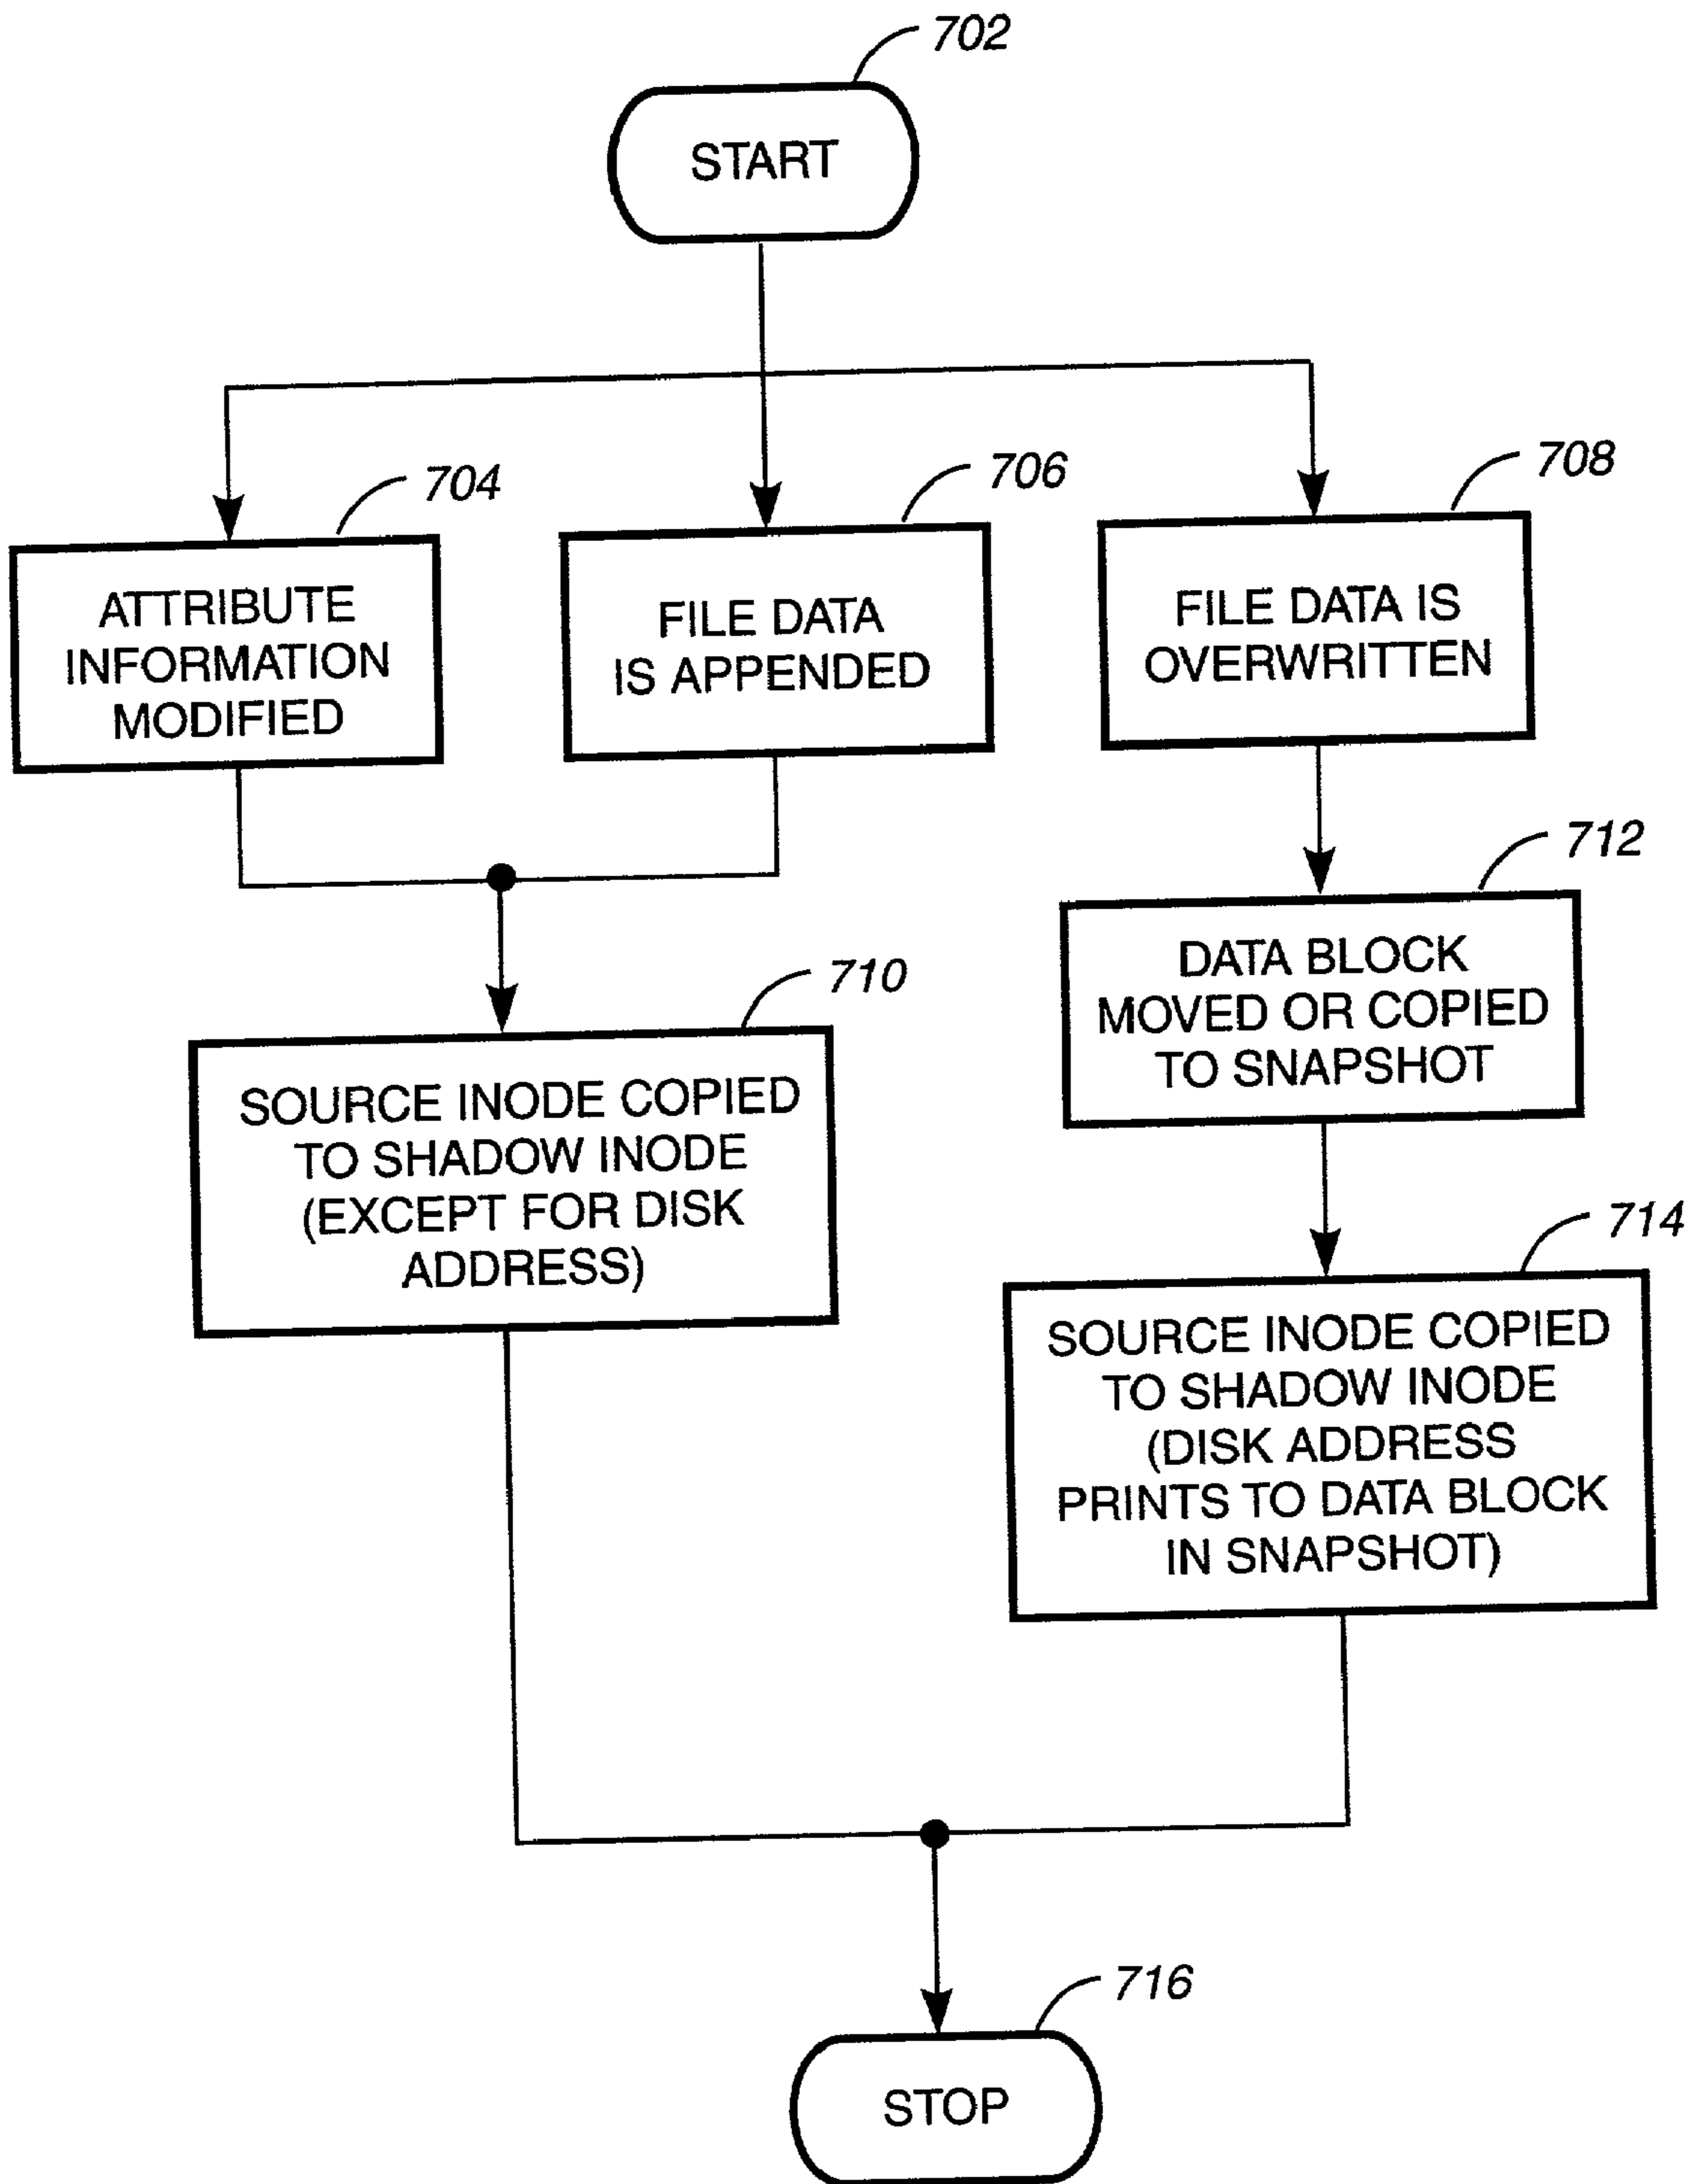 702
START
704
706
708
ATTRIBUTE
INFORMATION
MODIFIED
FILE DATA
IS APPENDED
FILE DATA IS
OVERWRITTEN
712
DATA BLOCK
MOVED OR COPIED
TO SNAPSHOT
710
SOURCE INODE COPIED
TO SHADOW INODE
(EXCEPT FOR DISK
ADDRESS)
714
SOURCE INODE COPIED
TO SHADOW INODE
(DISK ADDRESS
PRINTS TO DATA BLOCK
IN SNAPSHOT)
716
STOP